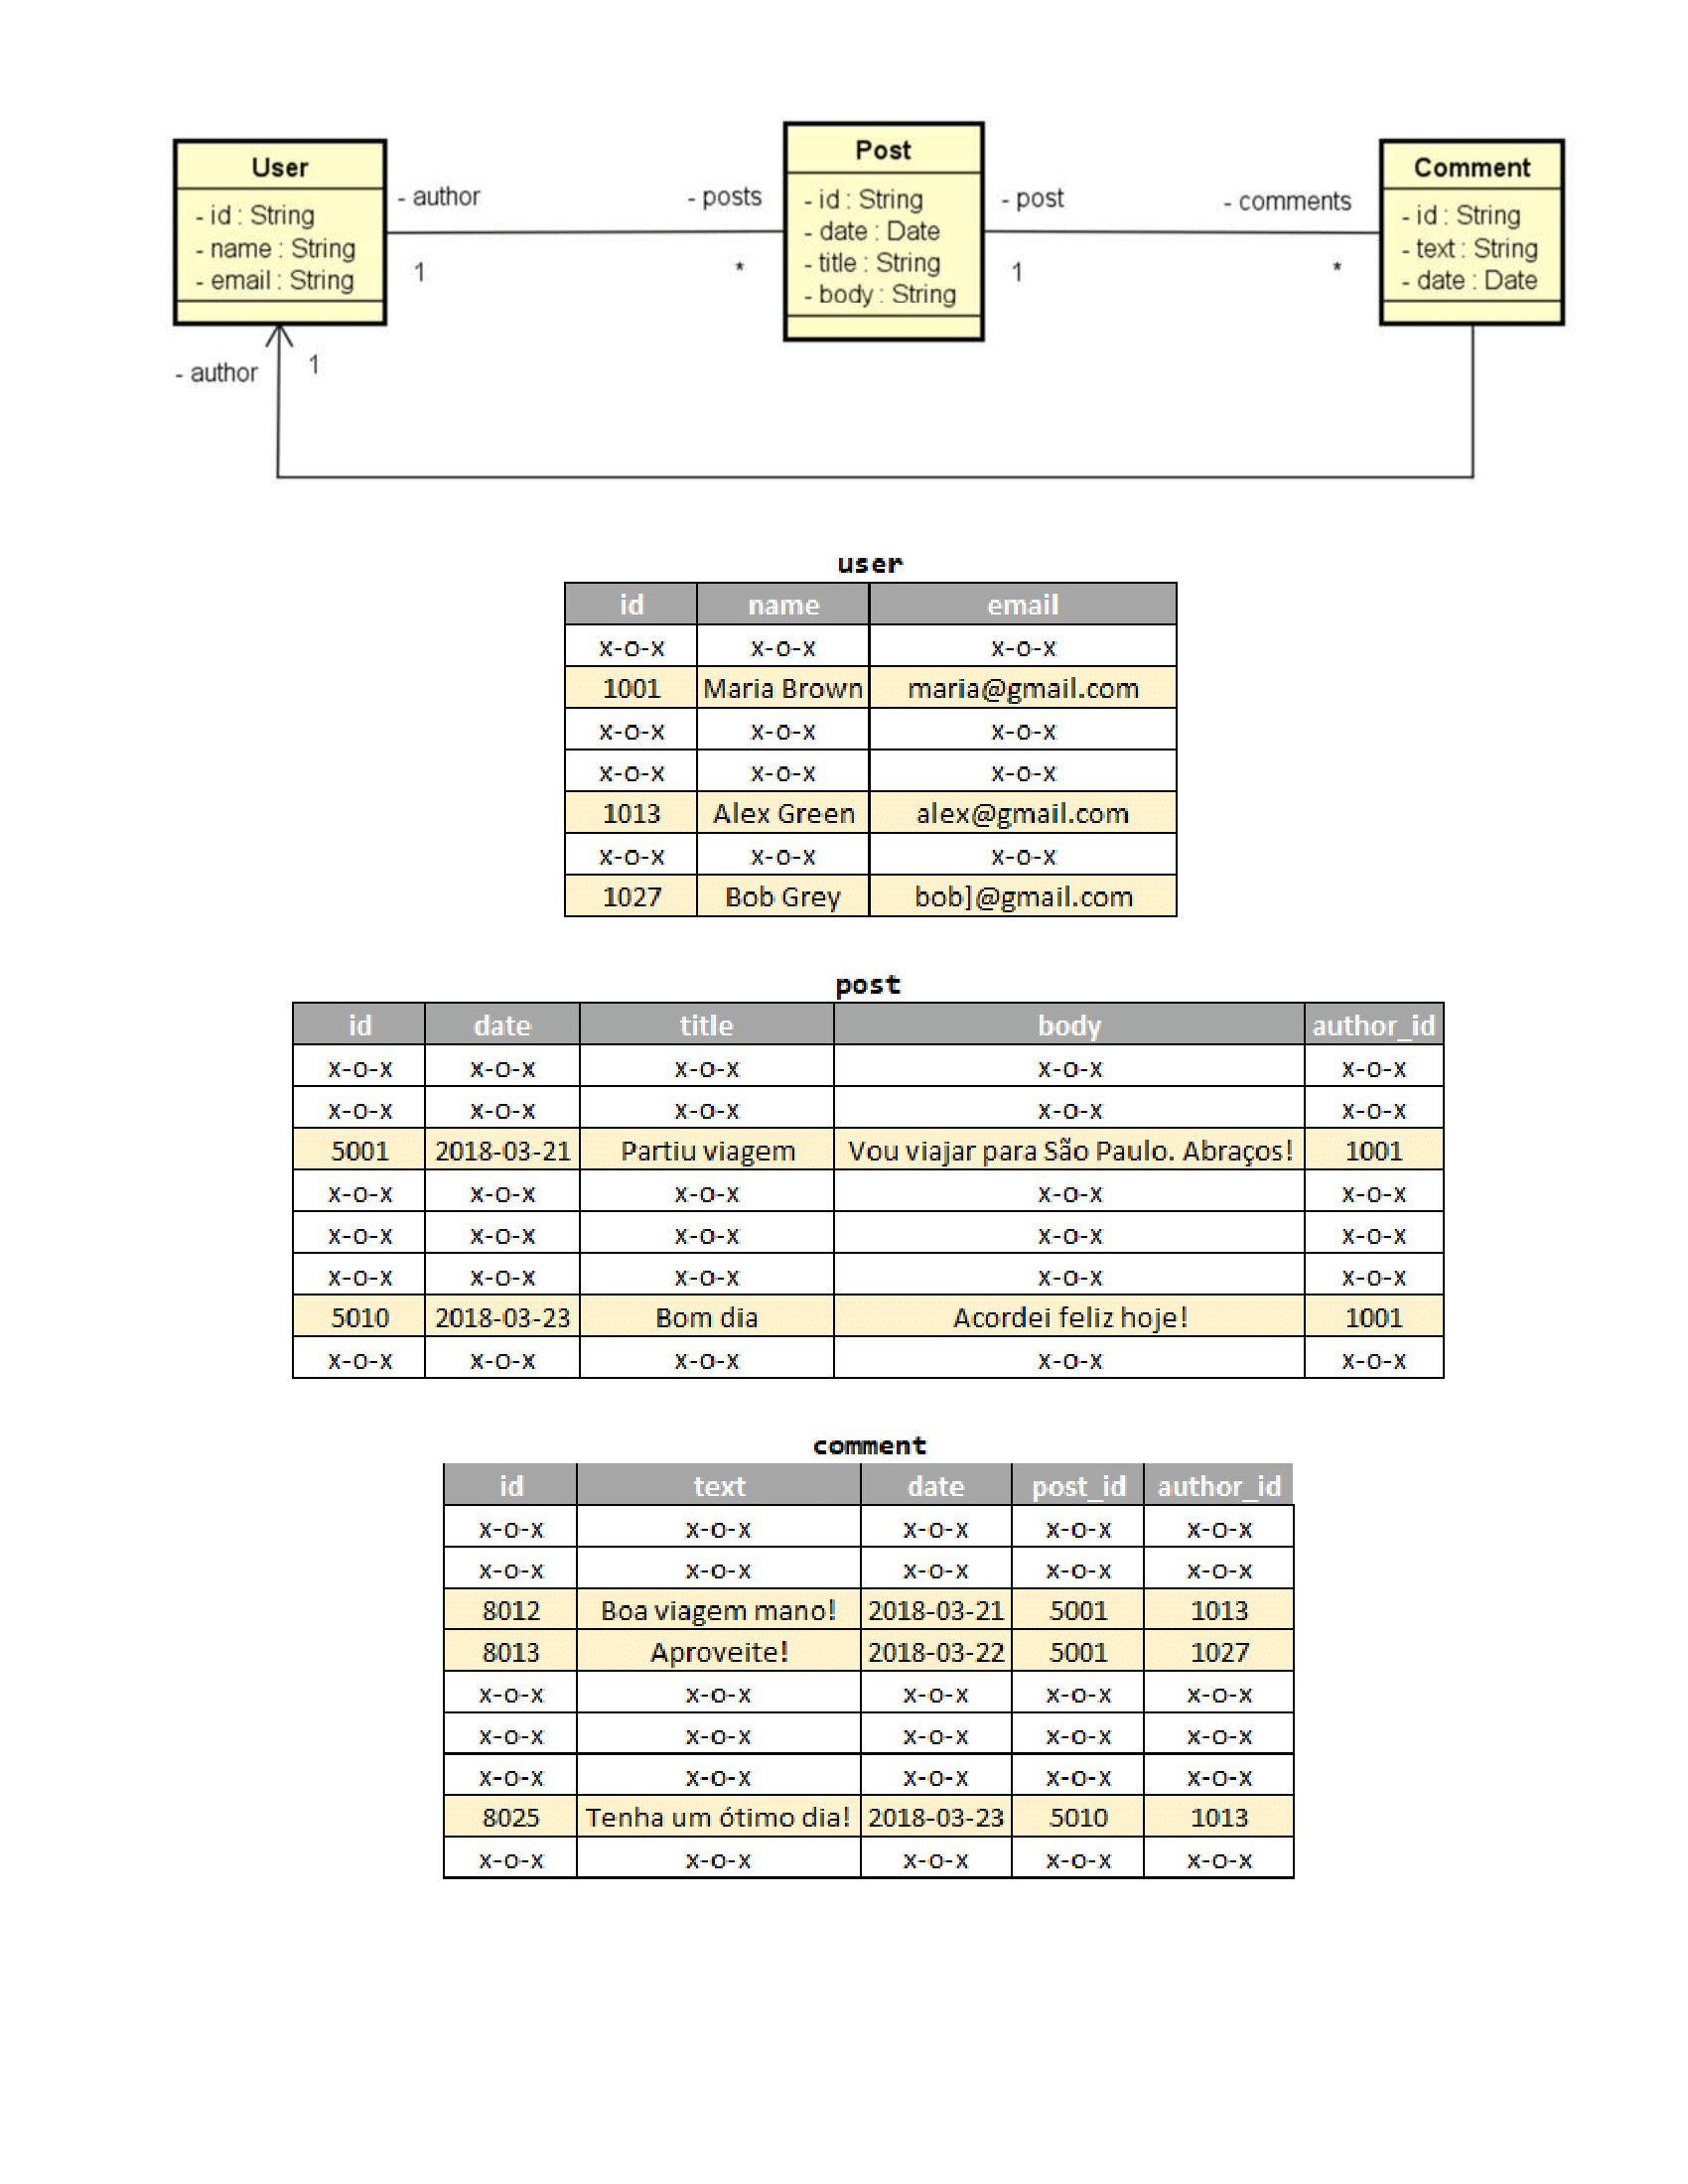 User
- id : String
- name : String
- email : String
- author
1
- posts
*
Post
- id : String
- date : Date
- title : String
- body : String
- post
1
- comments
*
Comment
- id : String
- text : String
- date : Date
- author
1
user
id name email
x-o-x x-o-x x-o-x
1001 Maria Brown maria@gmail.com
x-o-x x-o-x x-o-x
x-o-x x-o-x x-o-x
1013 Alex Green alex@gmail.com
x-o-x x-o-x x-o-x
1027 Bob Grey bob]@gmail.com
post
id date title body author_id
x-o-x x-o-x x-o-x x-o-x x-o-x
x-o-x x-o-x x-o-x x-o-x x-o-x
5001 2018-03-21 Partiu viagem Vou viajar para São Paulo. Abraços! 1001
x-o-x x-o-x x-o-x x-o-x x-o-x
x-o-x x-o-x x-o-x x-o-x x-o-x
x-o-x x-o-x x-o-x x-o-x x-o-x
5010 2018-03-23 Bom dia Acordei feliz hoje! 1001
x-o-x x-o-x x-o-x x-o-x x-o-x
comment
id text date post_id author_id
x-o-x x-o-x x-o-x x-o-x x-o-x
x-o-x x-o-x x-o-x x-o-x x-o-x
8012 Boa viagem mano! 2018-03-21 5001 1013
8013 Aproveite! 2018-03-22 5001 1027
x-o-x x-o-x x-o-x x-o-x x-o-x
x-o-x x-o-x x-o-x x-o-x x-o-x
x-o-x x-o-x x-o-x x-o-x x-o-x
8025 Tenha um ótimo dia! 2018-03-23 5010 1013
x-o-x x-o-x x-o-x x-o-x x-o-x